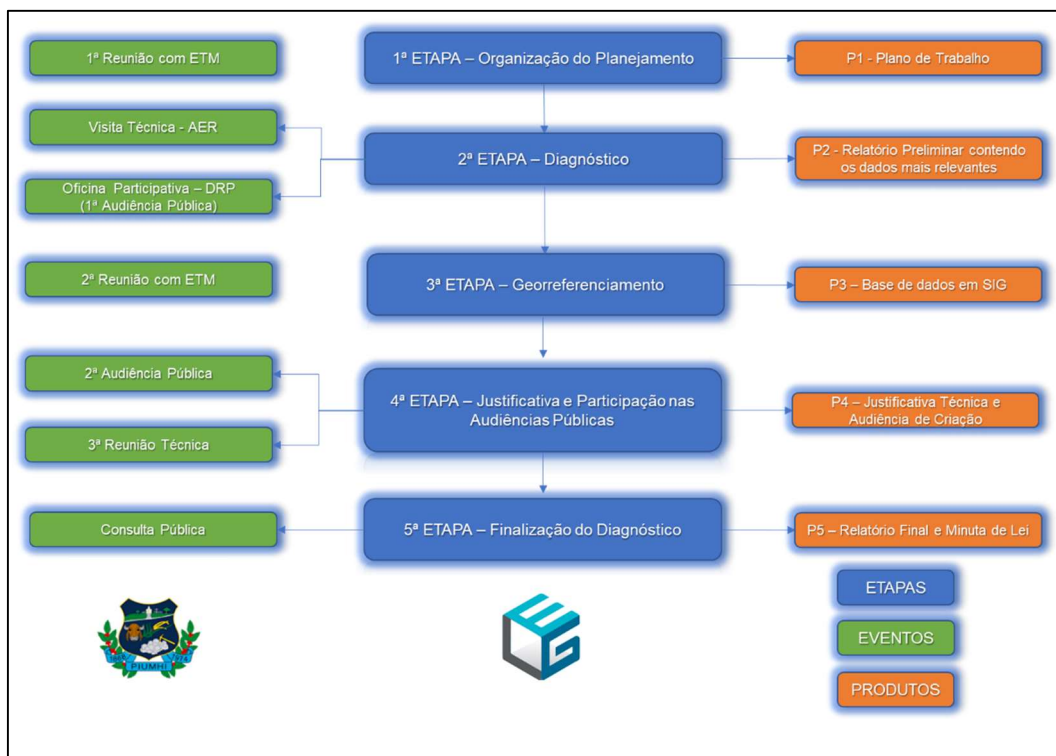 1ª Reunião com ETM
1ª ETAPA – Organização do Planejamento
P1 - Plano de Trabalho
Visita Técnica - AER
2ª ETAPA – Diagnóstico
P2 - Relatório Preliminar contendo
os dados mais relevantes
Oficina Participativa – DRP
(1ª Audiência Pública)
2ª Reunião com ETM
3ª ETAPA – Georreferenciamento
P3 – Base de dados em SIG
2ª Audiência Pública
4ª ETAPA – Justificativa e Participação nas
Audiências Públicas
P4 – Justificativa Técnica e
Audiência de Criação
3ª Reunião Técnica
Consulta Pública
5ª ETAPA – Finalização do Diagnóstico
P5 – Relatório Final e Minuta de Lei
ETAPAS
EVENTOS
PRODUTOS
PIUMHI